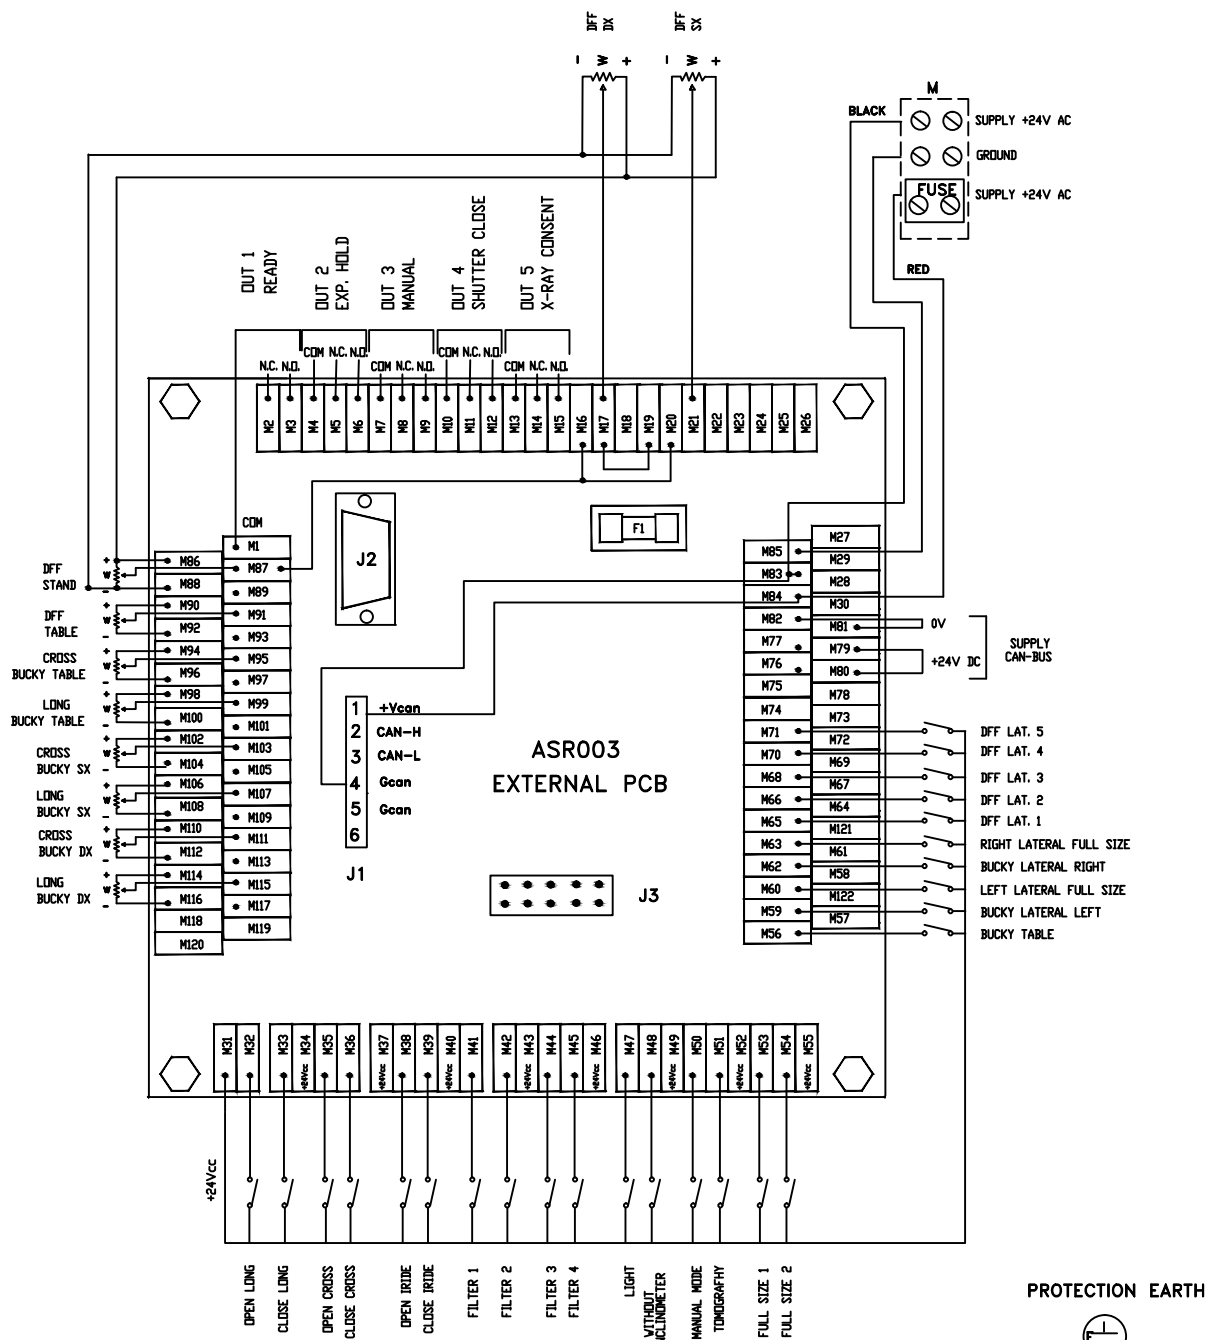 DFF DX
DFF SX
- W +
- W +
M
BLACK
SUPPLY +24V AC
GROUND
FUSE
SUPPLY +24V AC
RED
OUT 1 READY
OUT 2 EXP. HOLD
OUT 3 MANUAL
OUT 4 SHUTTER CLOSE
OUT 5 X-RAY CONSENT
N.C. N.O.
COM N.C. N.O.
COM N.C. N.O.
COM N.C. N.O.
COM N.C. N.O.
M2 M3 M4 M5 M6 M7 M8 M9 M10 M11 M12 M13 M14 M15 M16 M17 M18 M19 M20 M21 M22 M23 M24 M25 M26
COM
M1
M86
M87
M88
M89
M90
M91
M92
M93
M94
M95
M96
M97
M98
M99
M100
M101
M102
M103
M104
M105
M106
M107
M108
M109
M110
M111
M112
M113
M114
M115
M116
M117
M118
M119
M120
+ W -
DFF STAND
+ W -
DFF TABLE
+ W -
CROSS BUCKY TABLE
+ W -
LONG BUCKY TABLE
+ W -
CROSS BUCKY SX
+ W -
LONG BUCKY SX
+ W -
CROSS BUCKY DX
+ W -
LONG BUCKY DX
J2
F1
1 +Vcan
2 CAN-H
3 CAN-L
4 Gcan
5 Gcan
6
J1
ASR003
EXTERNAL PCB
J3
M27
M85
M29
M83
M28
M84
M30
M82
M81
M77
M79
M76
M80
M75
M78
M74
M73
M71
M72
M70
M69
M68
M67
M66
M64
M65
M121
M63
M61
M62
M58
M60
M122
M59
M57
M56
0V
+24V DC
SUPPLY CAN-BUS
DFF LAT. 5
DFF LAT. 4
DFF LAT. 3
DFF LAT. 2
DFF LAT. 1
RIGHT LATERAL FULL SIZE
BUCKY LATERAL RIGHT
LEFT LATERAL FULL SIZE
BUCKY LATERAL LEFT
BUCKY TABLE
M31 M32 M33 M34 +24Vcc M35 M36 M37 +24Vcc M38 M39 M40 +24Vcc M41 M42 M43 +24Vcc M44 M45 M46 +24Vcc M47 M48 M49 +24Vcc M50 M51 M52 +24Vcc M53 M54 M55 +24Vcc
+24Vcc
OPEN LONG
CLOSE LONG
OPEN CROSS
CLOSE CROSS
OPEN IRIDE
CLOSE IRIDE
FILTER 1
FILTER 2
FILTER 3
FILTER 4
LIGHT
WITHOUT
MANUAL MODE
TOMOGRAFHY
FULL SIZE 1
FULL SIZE 2
PROTECTION EARTH